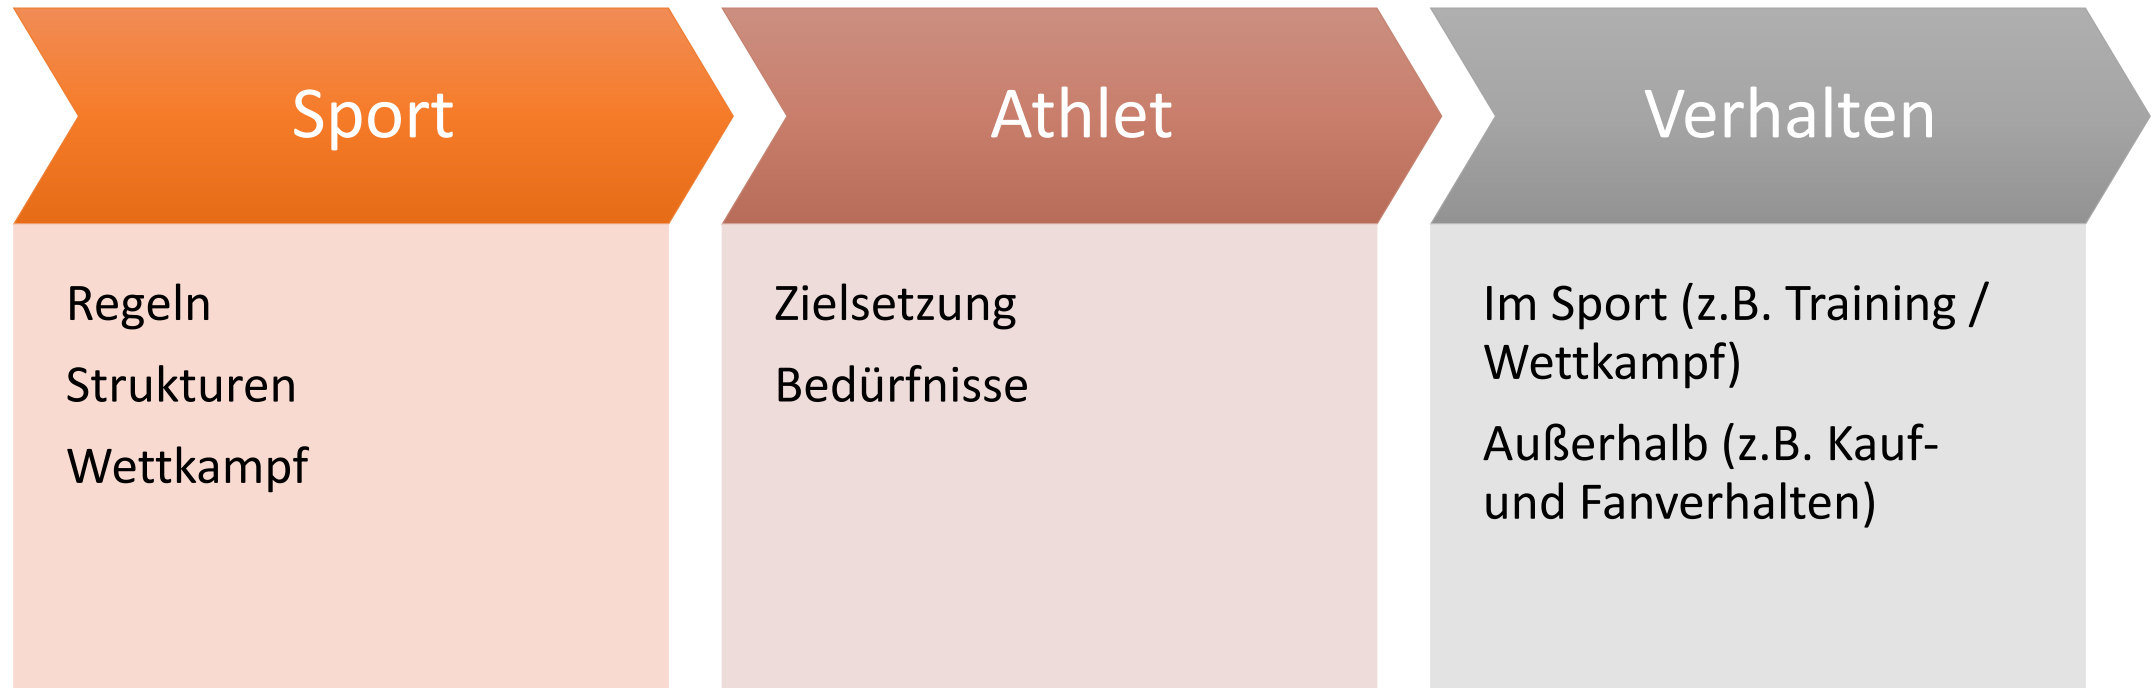 Sport
Regeln
Strukturen
Wettkampf
Athlet
Zielsetzung
Bedürfnisse
Verhalten
Im Sport (z.B. Training /
Wettkampf)
Außerhalb (z.B. Kauf-
und Fanverhalten)